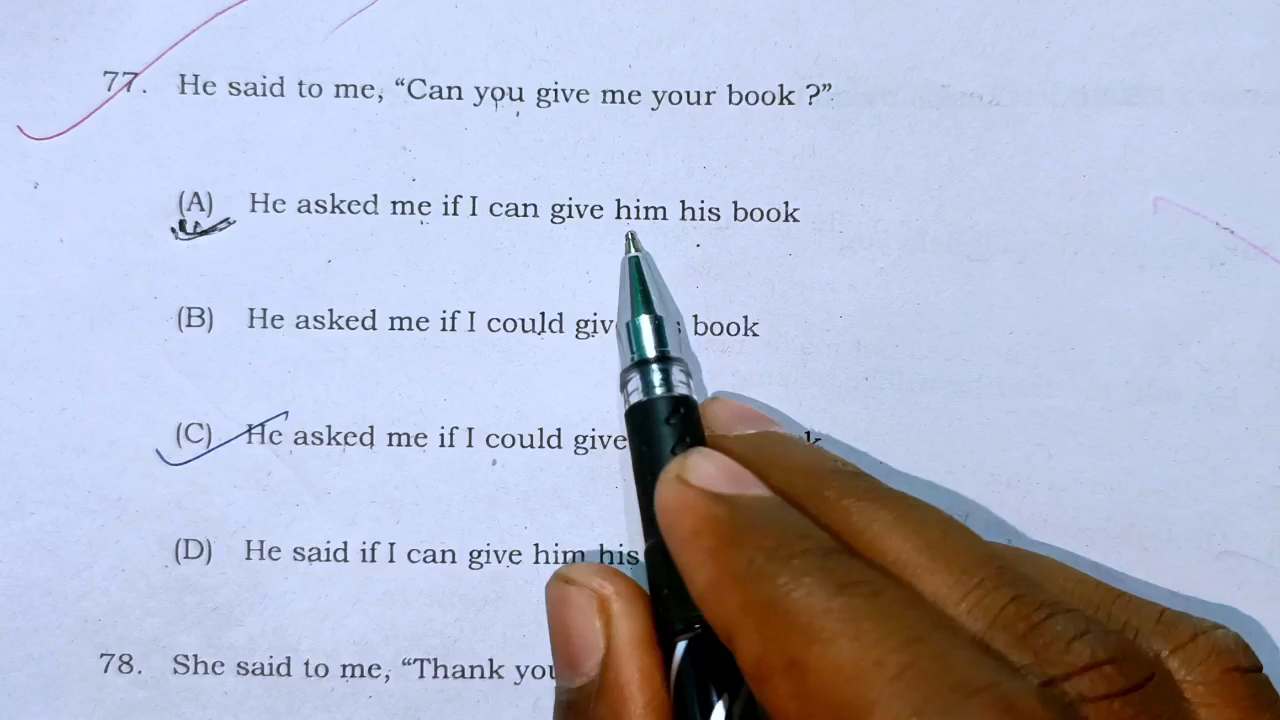 77. He said to me, “Can you give me your book ?”
(A) He asked me if I can give him his book
(B) He asked me if I could book
(C) He asked me if I could give
(D) He said if I can give him his
78. She said to me, “Thank you